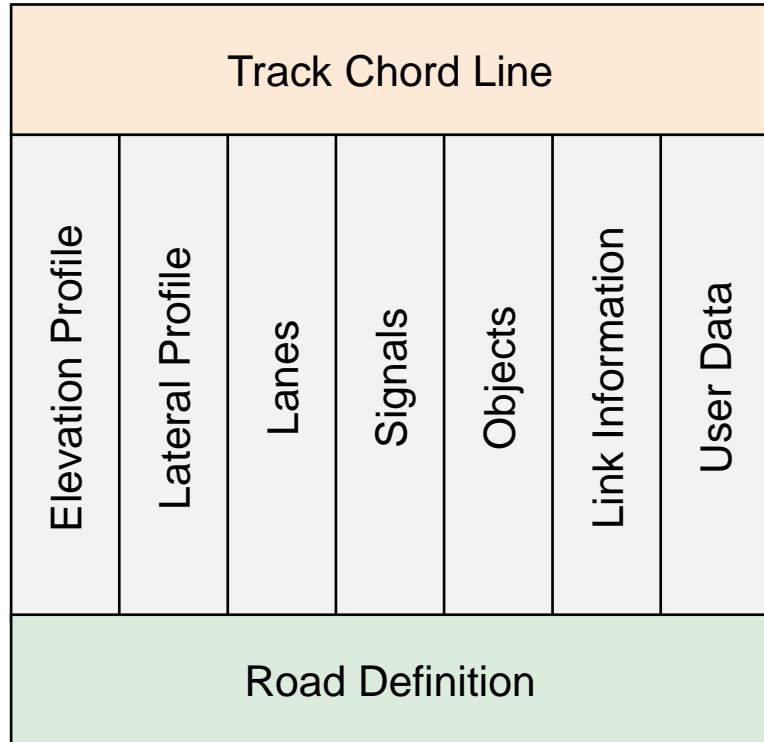 Track Chord Line
Elevation Profile
Lateral Profile
Lanes
Signals
Objects
Link Information
User Data
Road Definition